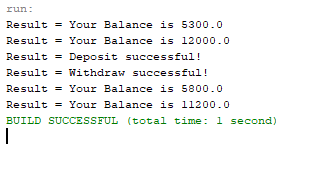 run:
Result = Your Balance is 5300.0
Result = Your Balance is 12000.0
Result = Deposit successful!
Result = Withdraw successful!
Result = Your Balance is 5800.0
Result = Your Balance is 11200.0
BUILD SUCCESSFUL (total time: 1 second)